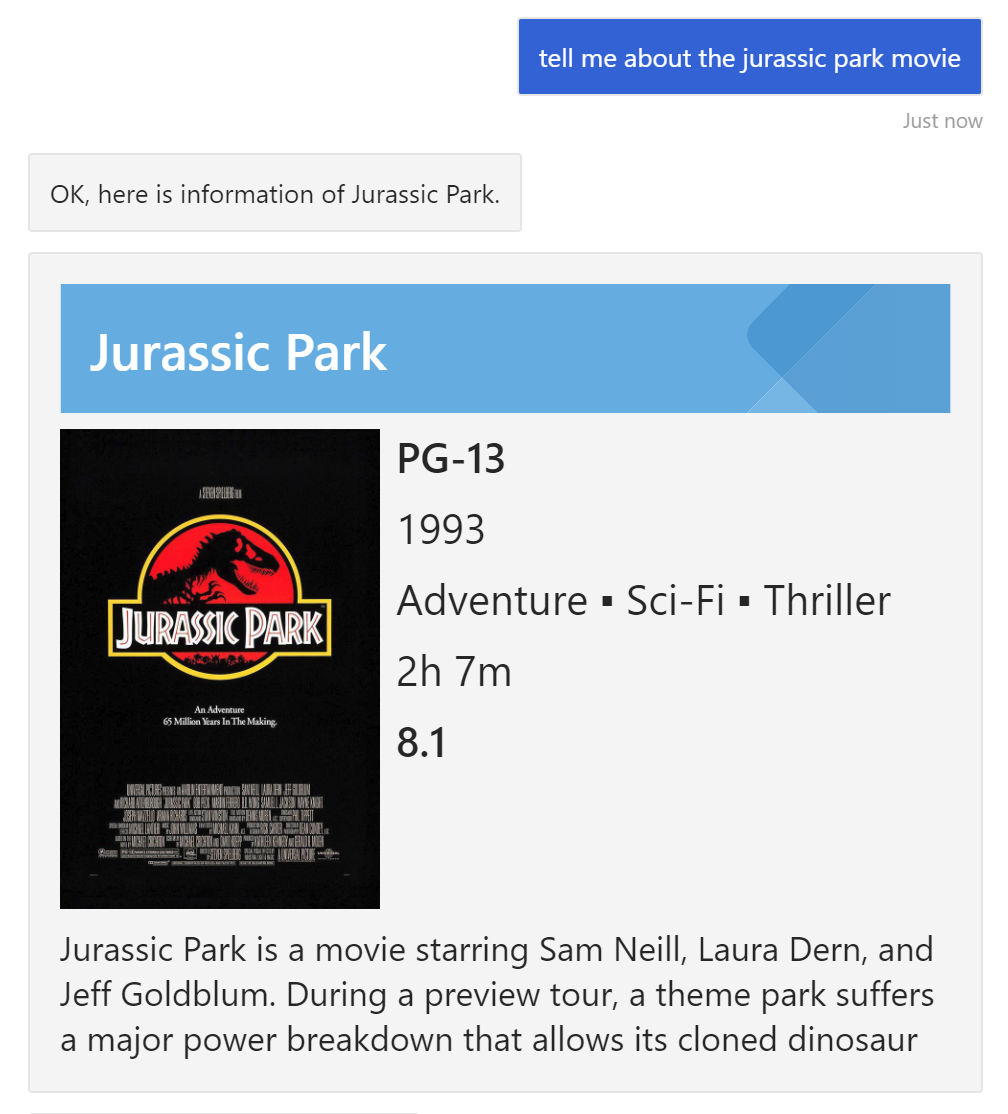 tell me about the jurassic park movie
Just now
OK, here is information of Jurassic Park.
Jurassic Park
PG-13
1993
Adventure ▪ Sci-Fi ▪ Thriller
2h 7m
8.1
A STEVEN SPIELBERG FILM
JURASSIC PARK
An Adventure
65 Million Years In The Making.
Jurassic Park is a movie starring Sam Neill, Laura Dern, and
Jeff Goldblum. During a preview tour, a theme park suffers
a major power breakdown that allows its cloned dinosaur